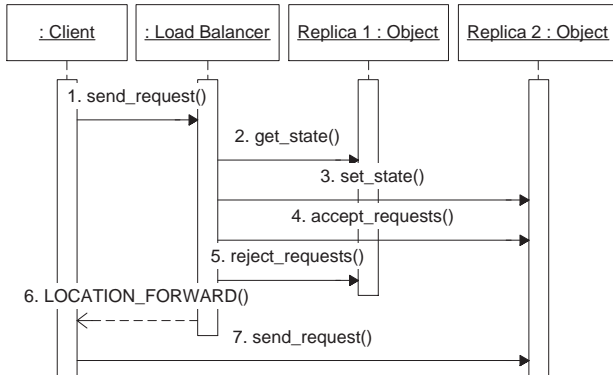 : Client
: Load Balancer
Replica 1 : Object
Replica 2 : Object
1. send_request()
2. get_state()
3. set_state()
4. accept_requests()
5. reject_requests()
6. LOCATION_FORWARD()
7. send_request()